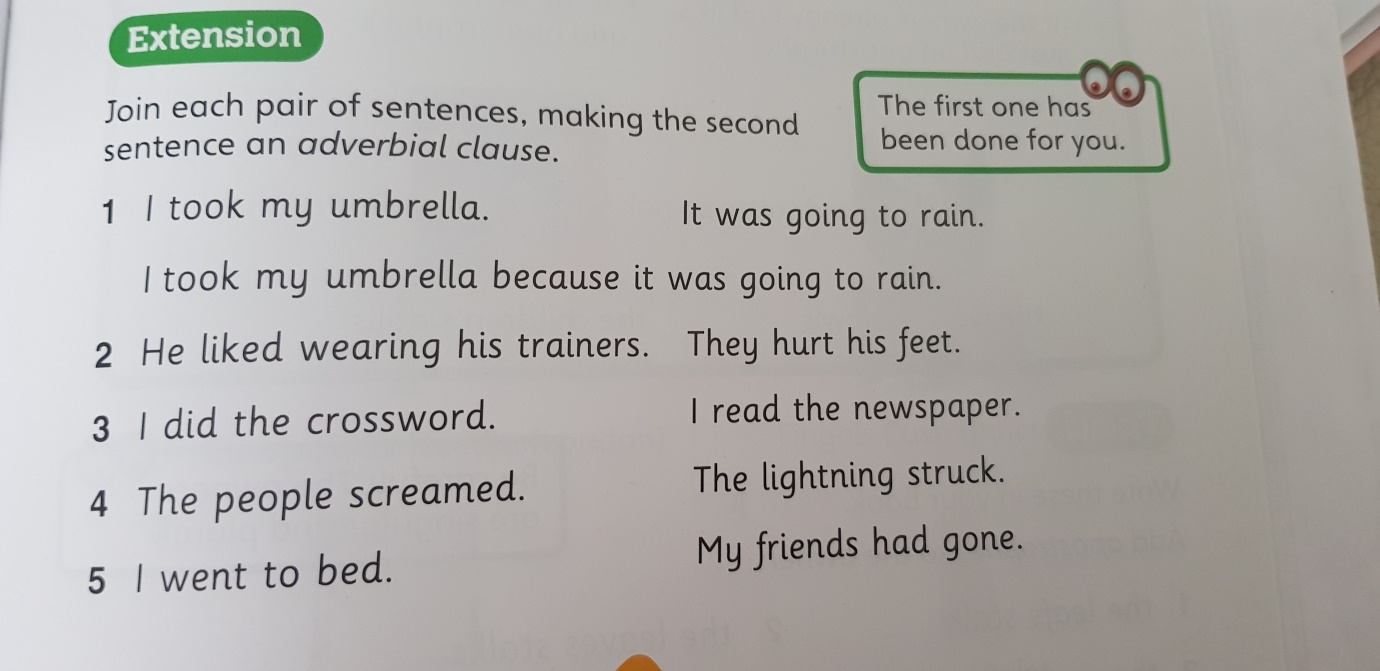 Extension
Join each pair of sentences, making the second
sentence an adverbial clause.
The first one has
been done for you.
1 I took my umbrella. It was going to rain.
I took my umbrella because it was going to rain.
2 He liked wearing his trainers. They hurt his feet.
3 I did the crossword. I read the newspaper.
4 The people screamed. The lightning struck.
5 I went to bed. My friends had gone.